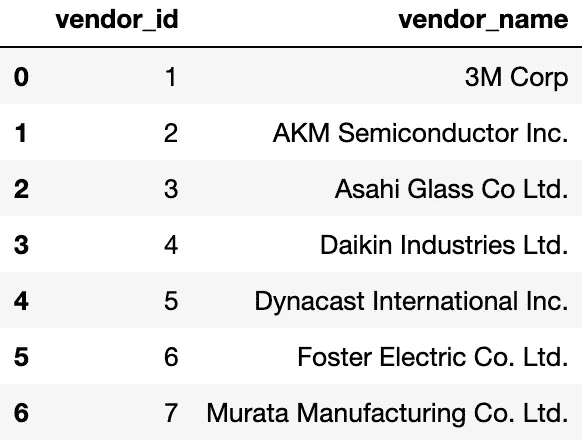 vendor_id vendor_name
0 1 3M Corp
1 2 AKM Semiconductor Inc.
2 3 Asahi Glass Co Ltd.
3 4 Daikin Industries Ltd.
4 5 Dynacast International Inc.
5 6 Foster Electric Co. Ltd.
6 7 Murata Manufacturing Co. Ltd.